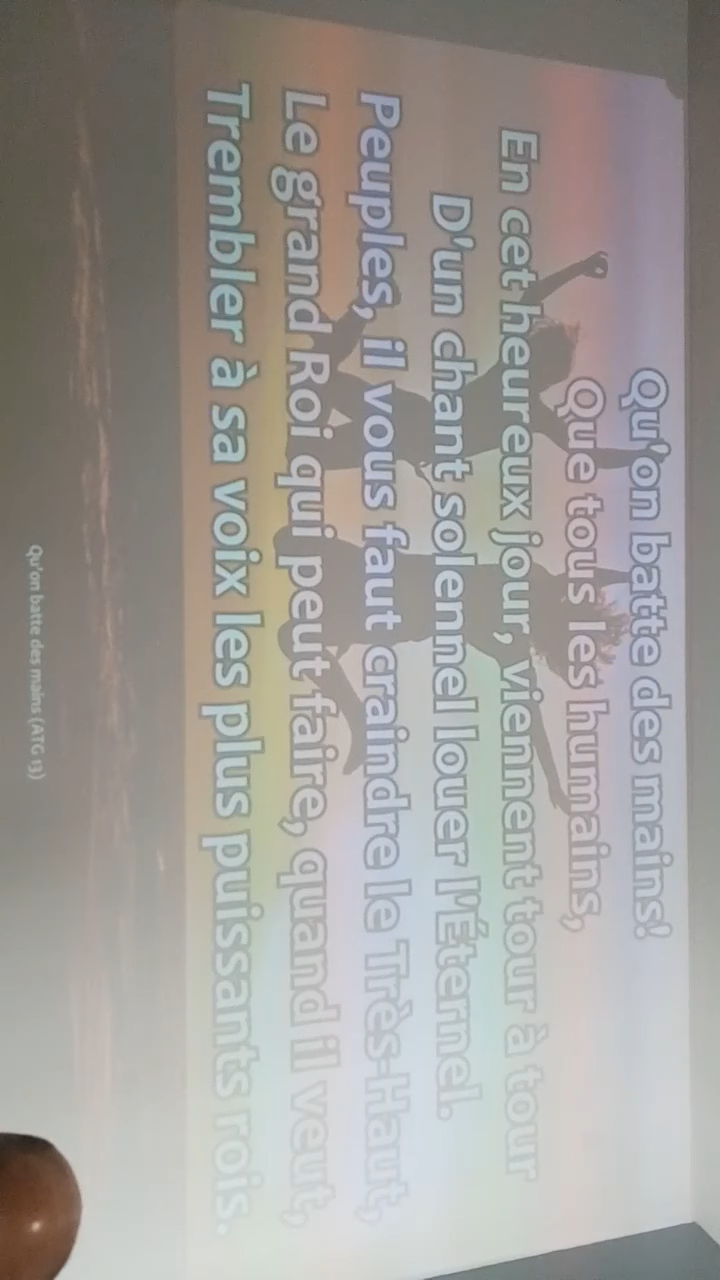 Qu'on batte des mains!
Que tous les humains,
En cet heureux jour, viennent tour à tour
D'un chant solennel louer l'Éternel.
Peuples, il vous faut craindre le Très-Haut,
Le grand Roi qui peut faire, quand il veut,
Trembler à sa voix les plus puissants rois.
Qu'on batte des mains (ATG 13)